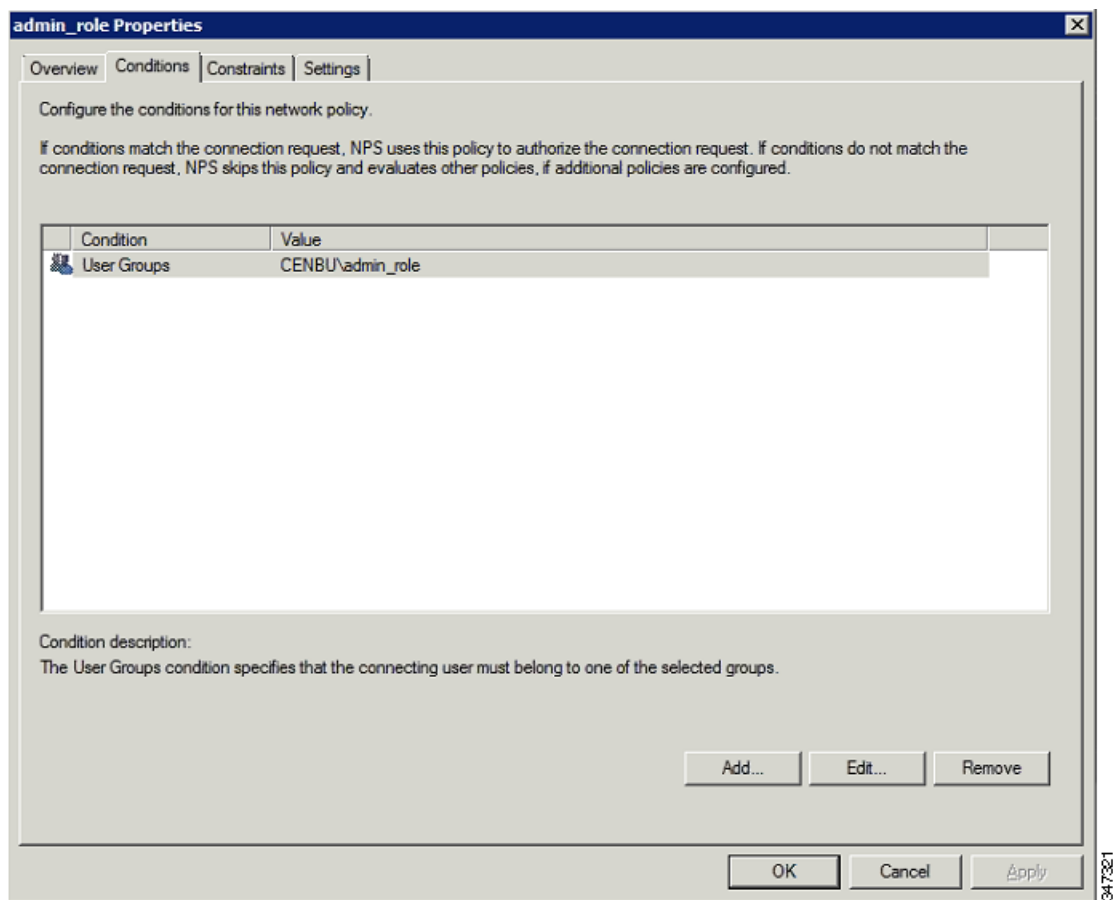 admin_role Properties
Overview Conditions Constraints Settings
Configure the conditions for this network policy.
If conditions match the connection request, NPS uses this policy to authorize the connection request. If conditions do not match the
connection request, NPS skips this policy and evaluates other policies, if additional policies are configured.
Condition Value
User Groups CENBU\admin_role
Condition description:
The User Groups condition specifies that the connecting user must belong to one of the selected groups.
Add... Edit... Remove
OK Cancel Apply
347321